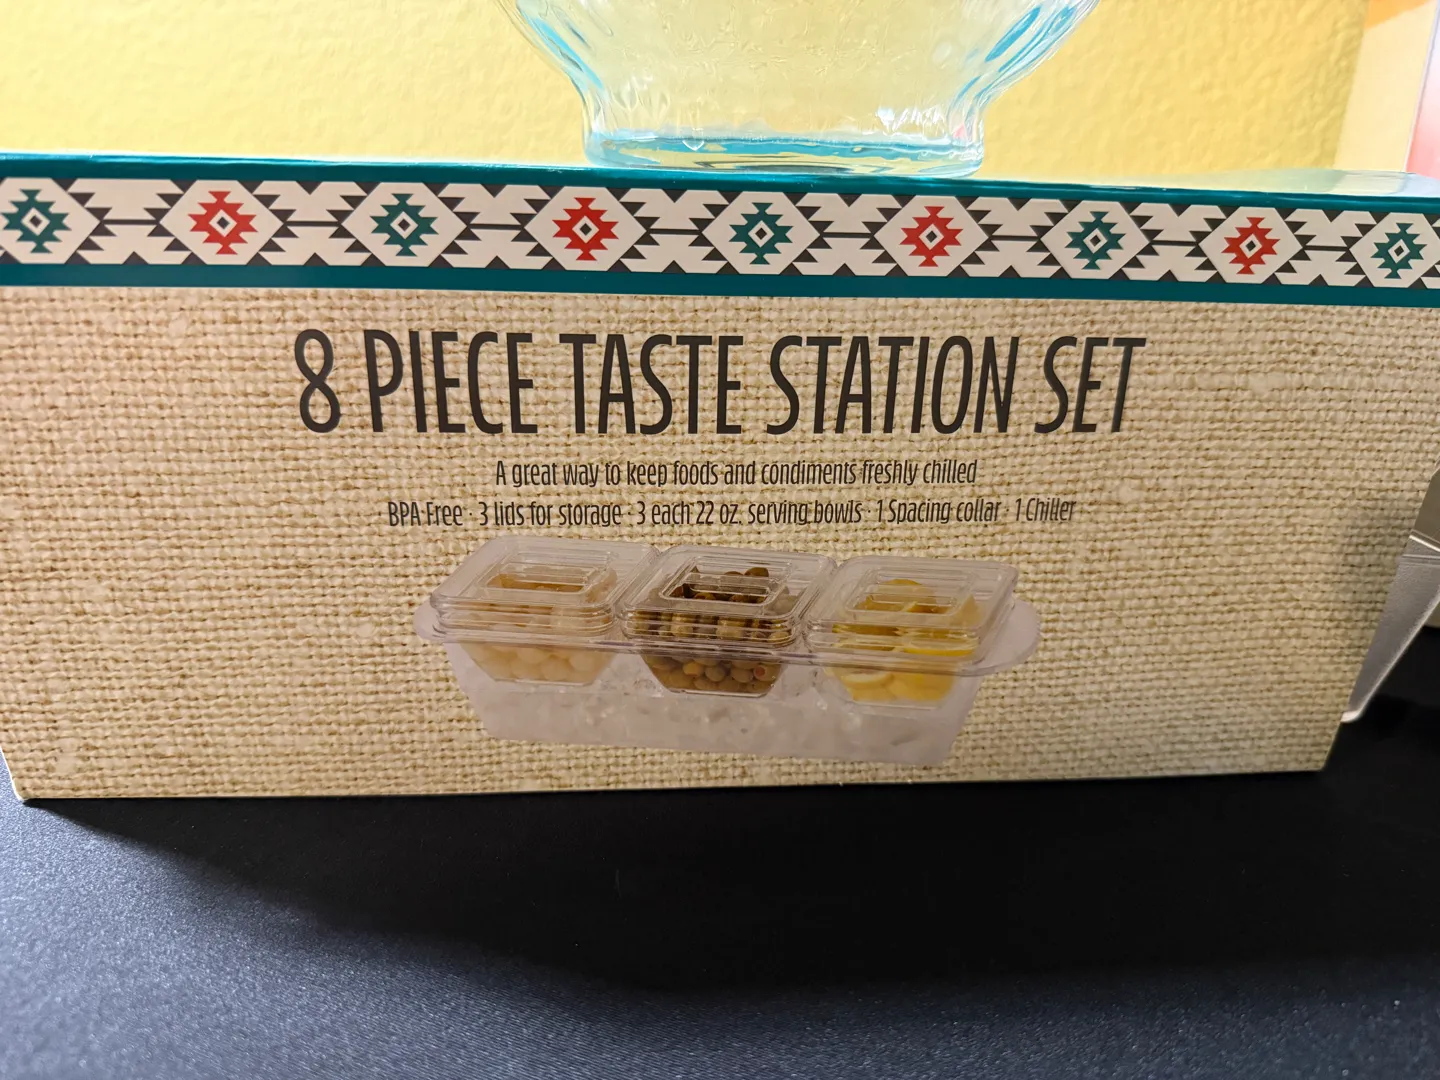 8 PIECE TASTE STATION SET
A great way to keep foods and condiments freshly chilled
BPA Free · 3 lids for storage · 3 each 22 oz. serving bowls · 1 Spacing collar · 1 Chiller